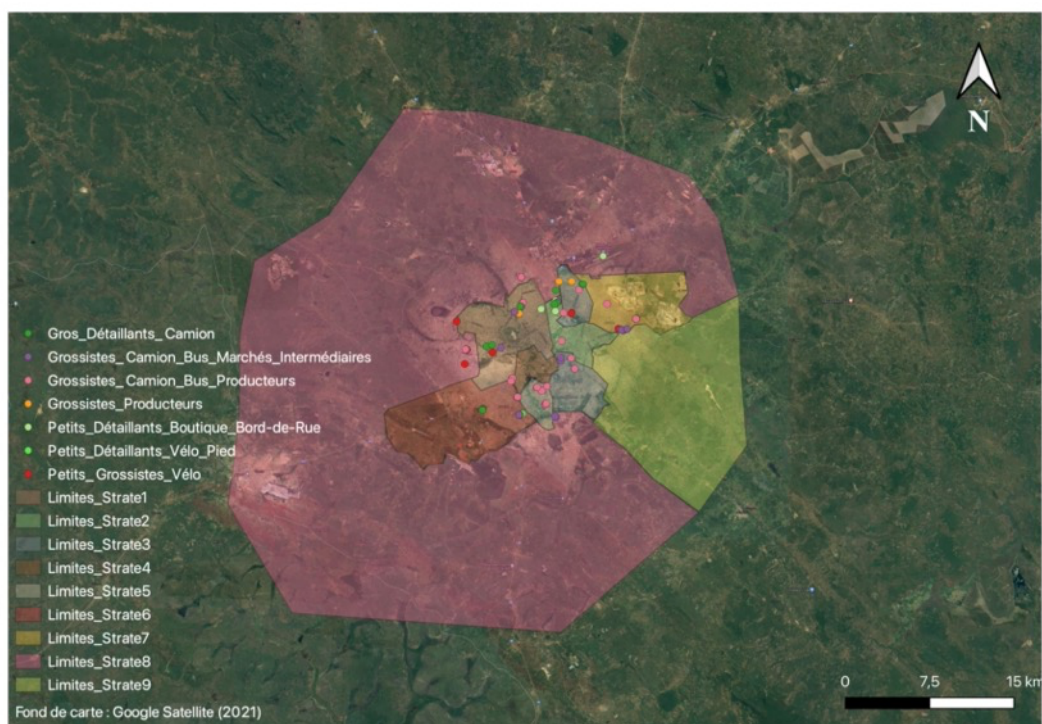 N
Gros_Détaillants_Camion
Grossistes_Camion_Bus_Marchés_Intermédiaires
Grossistes_Camion_Bus_Producteurs
Grossistes_Producteurs
Petits_Détaillants_Boutique_Bord-de-Rue
Petits_Détaillants_Vélo_Pied
Petits_Grossistes_Vélo
Limites_Strate1
Limites_Strate2
Limites_Strate3
Limites_Strate4
Limites_Strate5
Limites_Strate6
Limites_Strate7
Limites_Strate8
Limites_Strate9
0 7,5 15 km
Fond de carte : Google Satellite (2021)